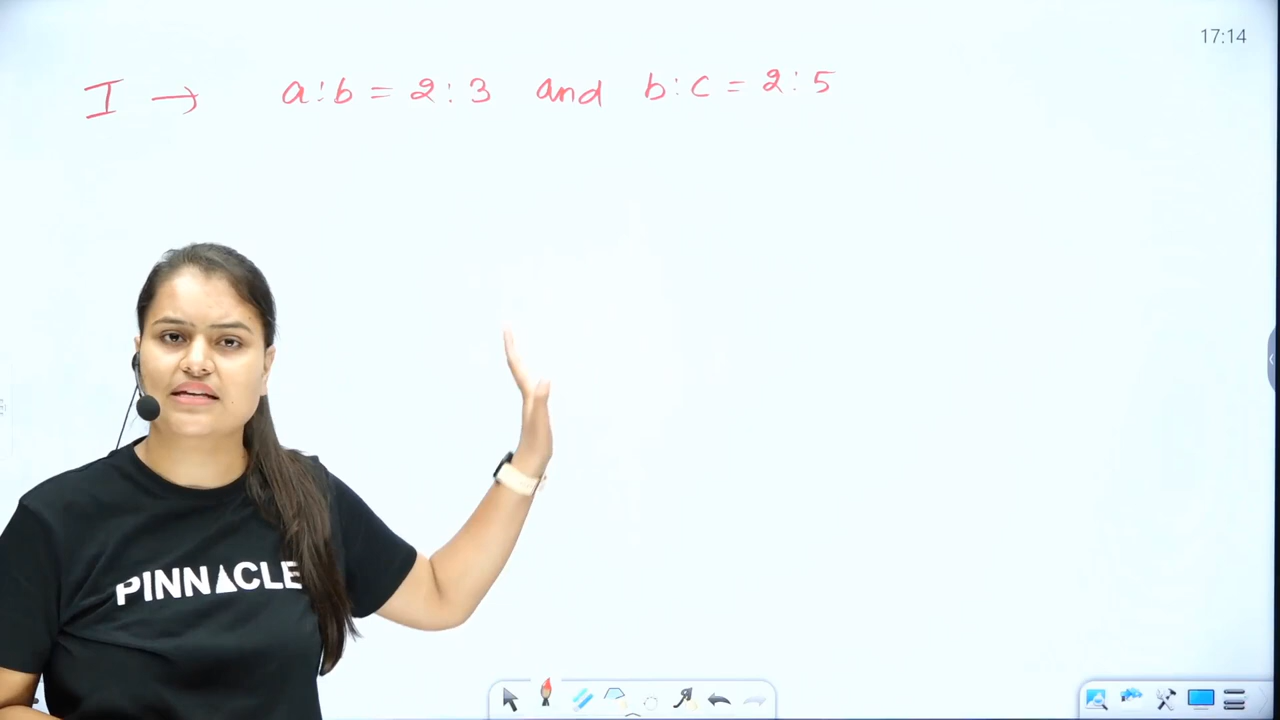 17:14
I → a:b = 2:3 and b:c = 2:5
PINNACLE